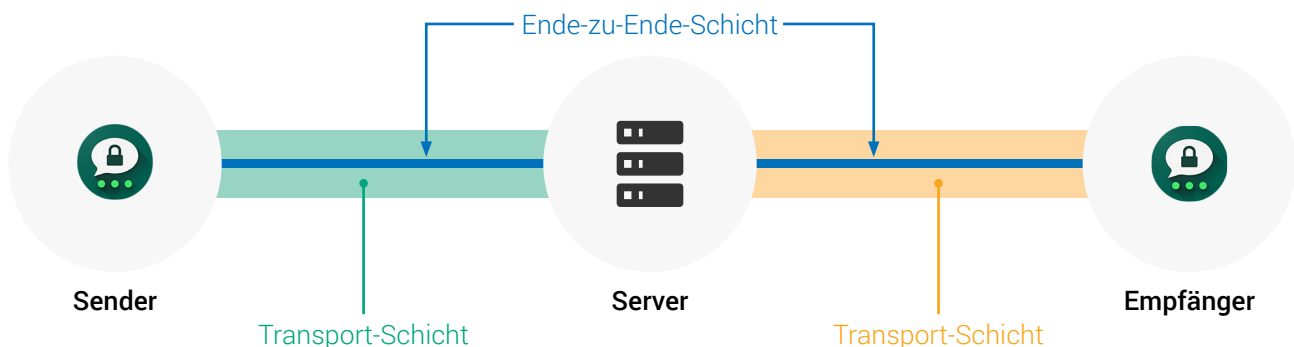 Ende-zu-Ende-Schicht
Sender
Server
Empfänger
Transport-Schicht
Transport-Schicht